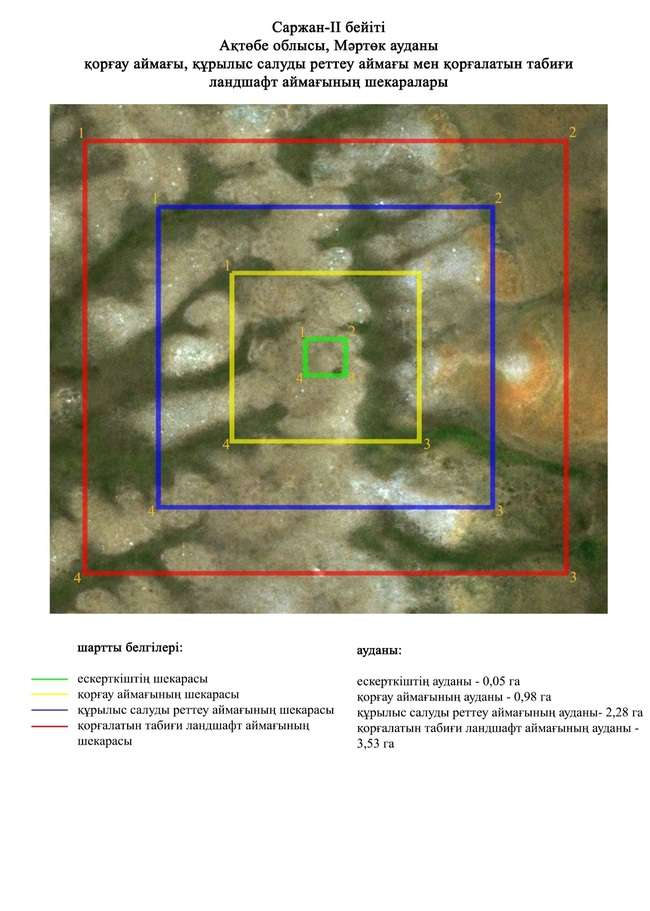 Саржан-ІІ бейіті
Ақтөбе облысы, Мәртөк ауданы
қорғау аймағы, құрылыс салуды реттеу аймағы мен қорғалатын табиғи
ландшафт аймағының шекаралары
1
2
1
2
1
1
2
4
4
3
4
3
4
3
шартты белгілері:
ескерткіштің шекарасы
қорғау аймағының шекарасы
құрылыс салуды реттеу аймағының шекарасы
қорғалатын табиғи ландшафт аймағының
шекарасы
ауданы:
ескерткіштің ауданы - 0,05 га
қорғау аймағының ауданы - 0,98 га
құрылыс салуды реттеу аймағының ауданы- 2,28 га
қорғалатын табиғи ландшафт аймағының ауданы -
3,53 га